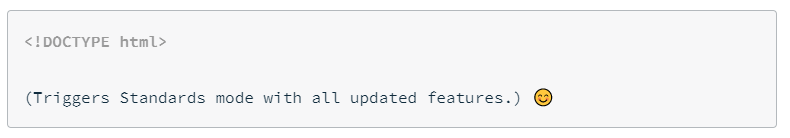 <!DOCTYPE html>
(Triggers Standards mode with all updated features.) 😊